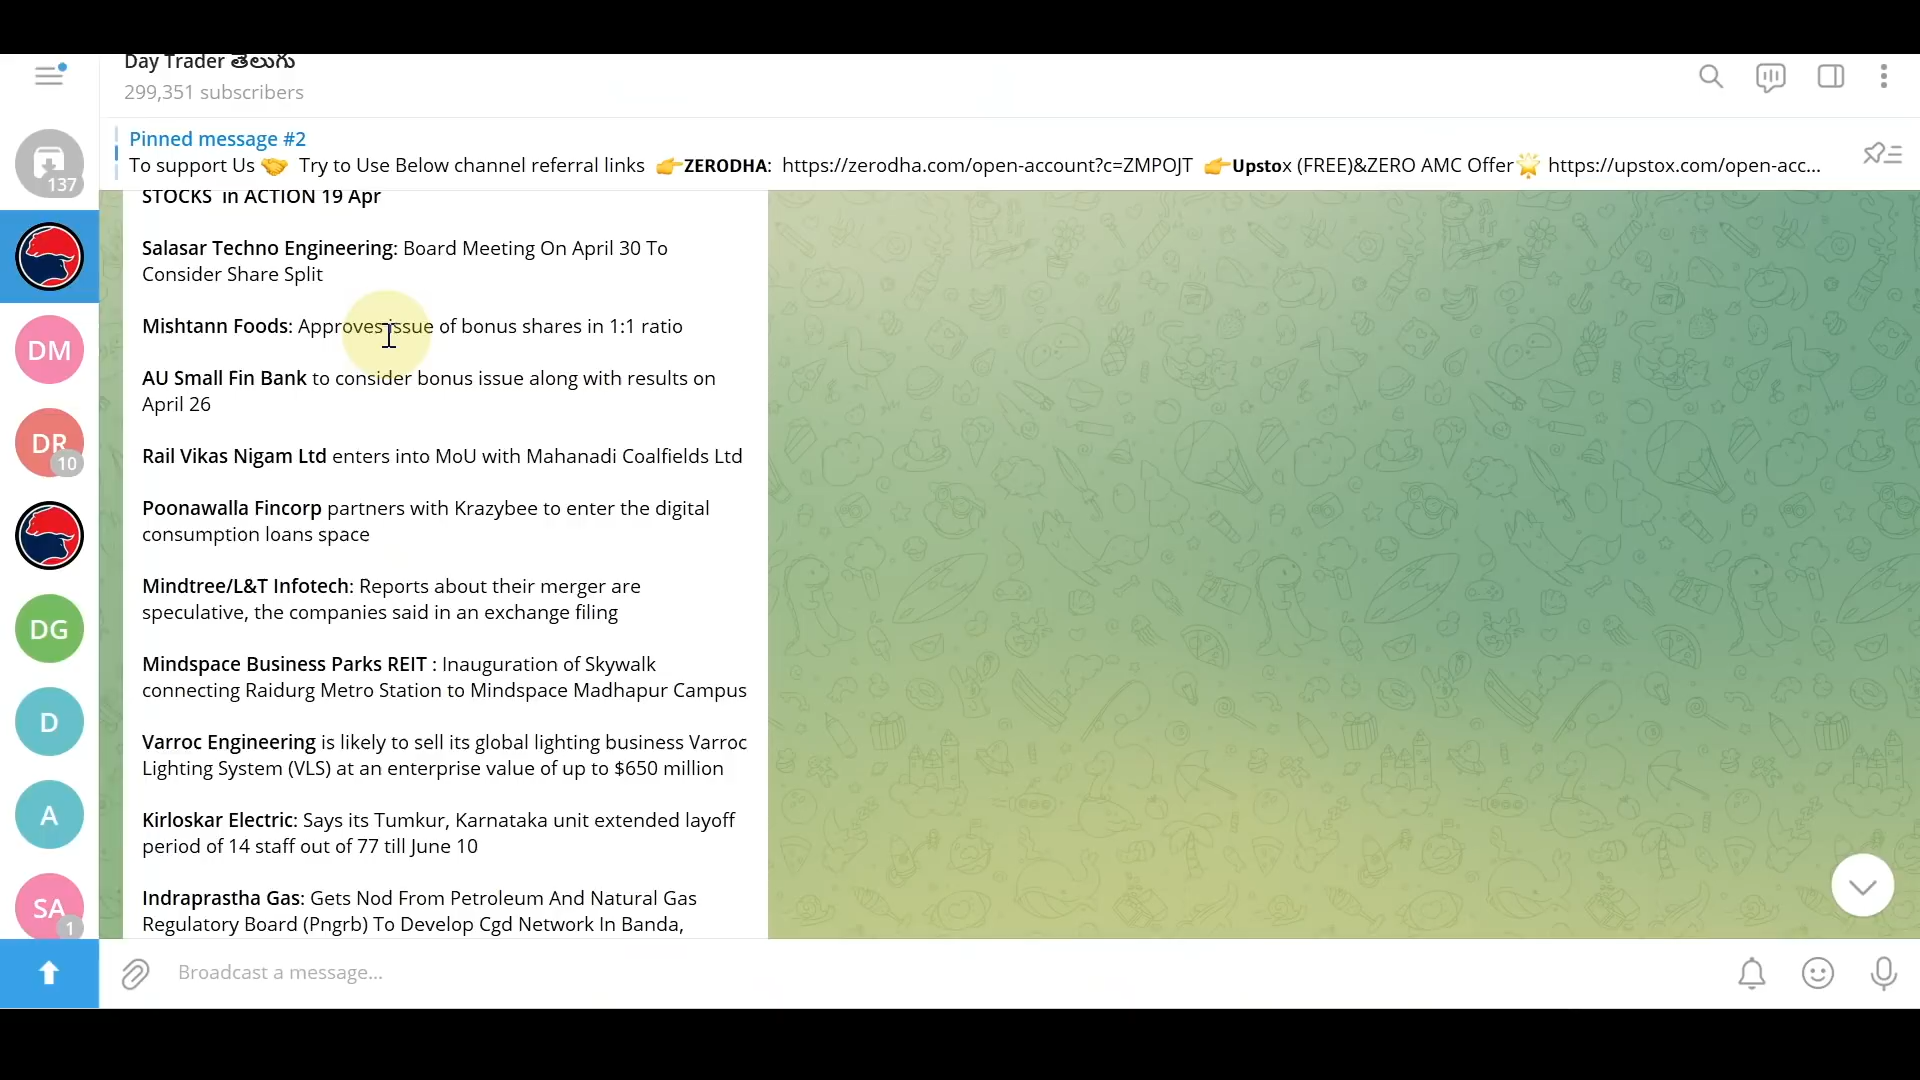 Day Trader తెలుగు
299,351 subscribers
Pinned message #2
To support Us 🤝 Try to Use Below channel referral links 👉ZERODHA: https://zerodha.com/open-account?c=ZMPOJT 👉Upstox (FREE)&ZERO AMC Offer🌟 https://upstox.com/open-acc...
137
STOCKS in ACTION 19 Apr
Salasar Techno Engineering: Board Meeting On April 30 To
Consider Share Split
Mishtann Foods: Approves issue of bonus shares in 1:1 ratio
DM
AU Small Fin Bank to consider bonus issue along with results on
April 26
DR
10
Rail Vikas Nigam Ltd enters into MoU with Mahanadi Coalfields Ltd
Poonawalla Fincorp partners with Krazybee to enter the digital
consumption loans space
Mindtree/L&T Infotech: Reports about their merger are
speculative, the companies said in an exchange filing
DG
Mindspace Business Parks REIT : Inauguration of Skywalk
connecting Raidurg Metro Station to Mindspace Madhapur Campus
D
Varroc Engineering is likely to sell its global lighting business Varroc
Lighting System (VLS) at an enterprise value of up to $650 million
A
Kirloskar Electric: Says its Tumkur, Karnataka unit extended layoff
period of 14 staff out of 77 till June 10
SA
1
Indraprastha Gas: Gets Nod From Petroleum And Natural Gas
Regulatory Board (Pngrb) To Develop Cgd Network In Banda,
Broadcast a message...